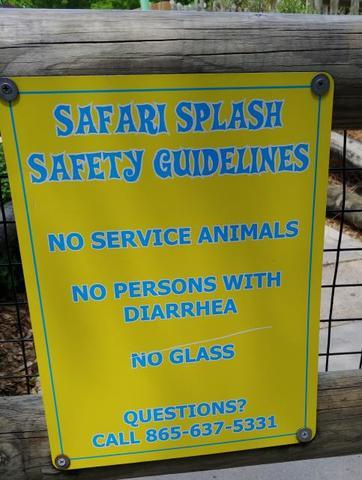 SAFARI SPLASH
SAFETY GUIDELINES
NO SERVICE ANIMALS
NO PERSONS WITH
DIARRHEA
NO GLASS
QUESTIONS?
CALL 865-637-5331